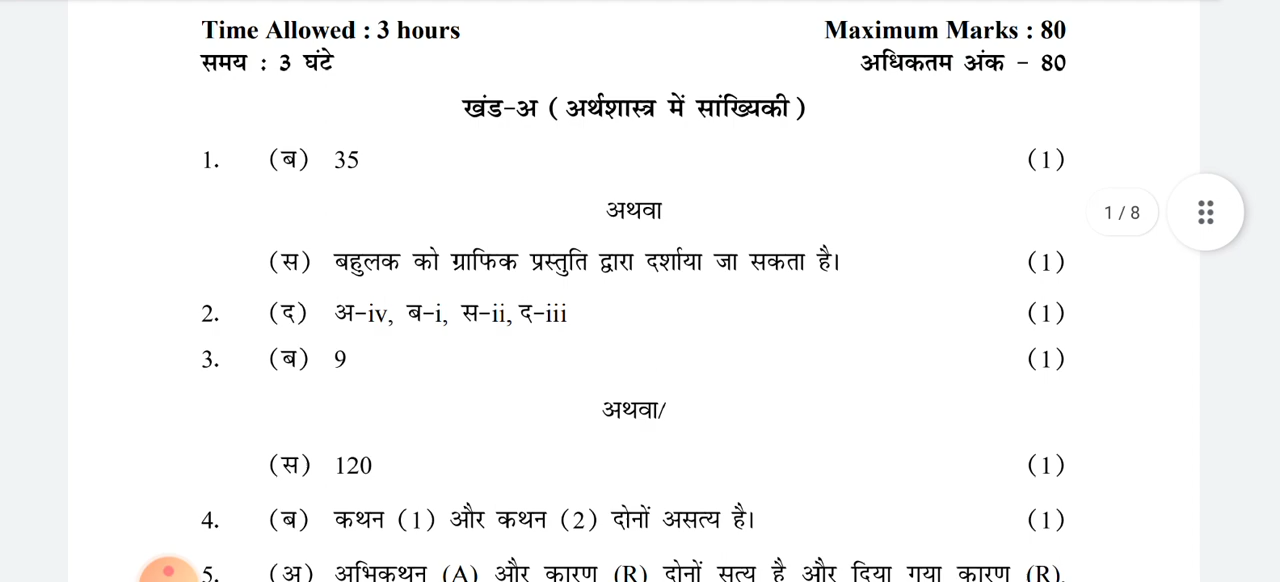 Time Allowed : 3 hours Maximum Marks : 80
समय : 3 घंटे अधिकतम अंक - 80
खंड-अ ( अर्थशास्त्र में सांख्यिकी )
1. (ब) 35 (1)
अथवा
1 / 8
(स) बहुलक को ग्राफिक प्रस्तुति द्वारा दर्शाया जा सकता है। (1)
2. (द) अ-iv, ब-i, स-ii, द-iii (1)
3. (ब) 9 (1)
अथवा/
(स) 120 (1)
4. (ब) कथन (1) और कथन (2) दोनों असत्य है। (1)
5. (अ) अभिकथन (A) और कारण (R) दोनों सत्य है और दिया गया कारण (R),